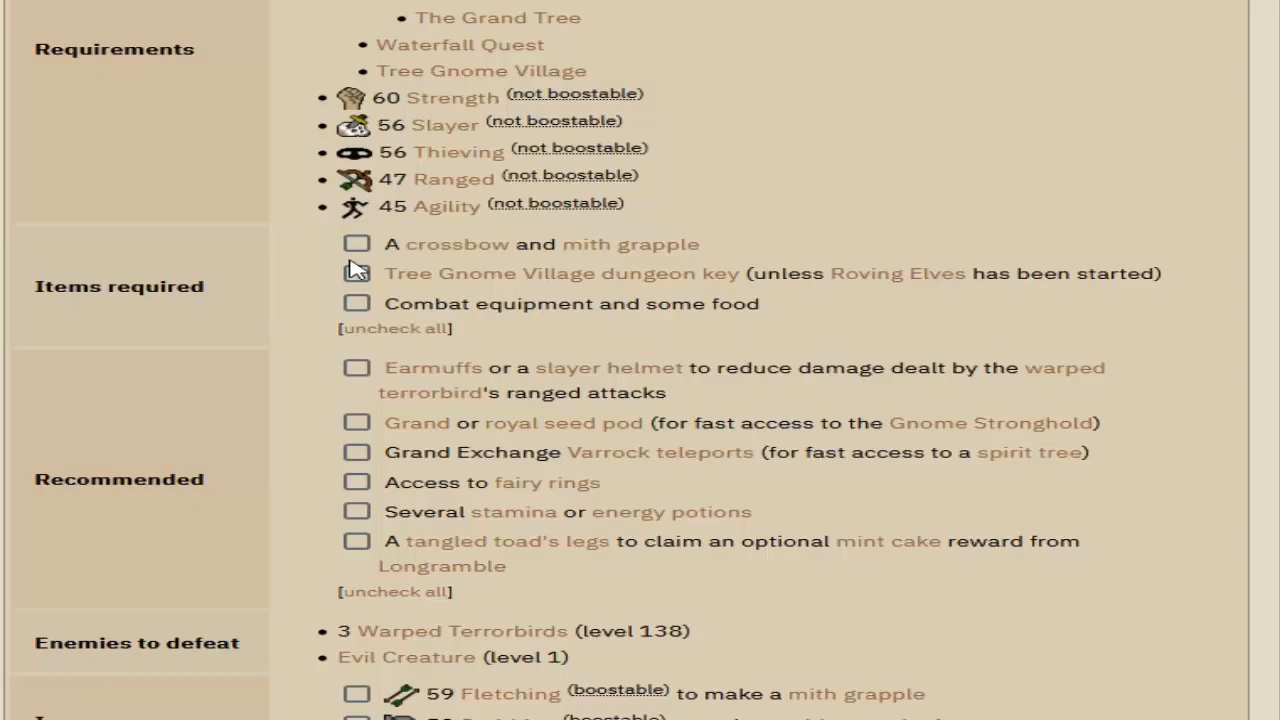 The Grand Tree
Requirements
Waterfall Quest
Tree Gnome Village
60 Strength (not boostable)
56 Slayer (not boostable)
56 Thieving (not boostable)
47 Ranged (not boostable)
45 Agility (not boostable)
Items required
A crossbow and mith grapple
Tree Gnome Village dungeon key (unless Roving Elves has been started)
Combat equipment and some food
[uncheck all]
Recommended
Earmuffs or a slayer helmet to reduce damage dealt by the warped
terrorbird's ranged attacks
Grand or royal seed pod (for fast access to the Gnome Stronghold)
Grand Exchange Varrock teleports (for fast access to a spirit tree)
Access to fairy rings
Several stamina or energy potions
A tangled toad's legs to claim an optional mint cake reward from
Longramble
[uncheck all]
Enemies to defeat
3 Warped Terrorbirds (level 138)
Evil Creature (level 1)
59 Fletching (boostable) to make a mith grapple